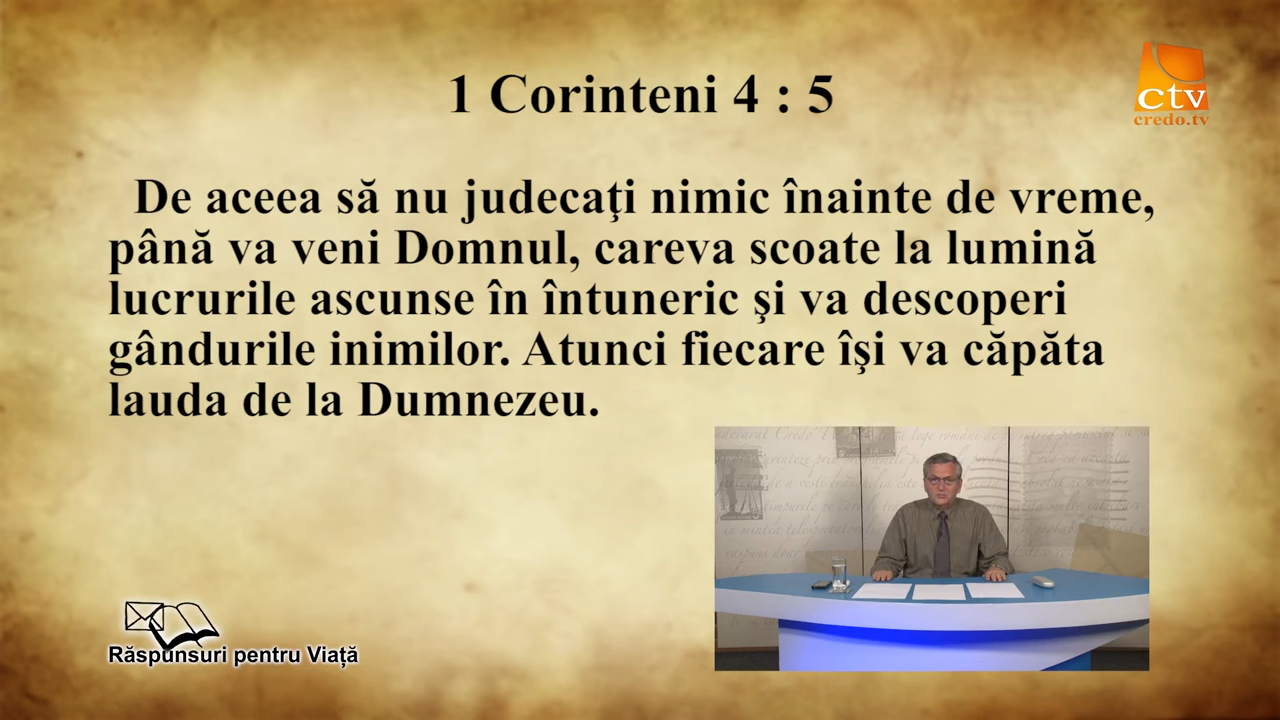 1 Corinteni 4 : 5
ctv
credo.tv
De aceea să nu judecaţi nimic înainte de vreme,
până va veni Domnul, careva scoate la lumină
lucrurile ascunse în întuneric şi va descoperi
gândurile inimilor. Atunci fiecare îşi va căpăta
lauda de la Dumnezeu.
Răspunsuri pentru Viaţă